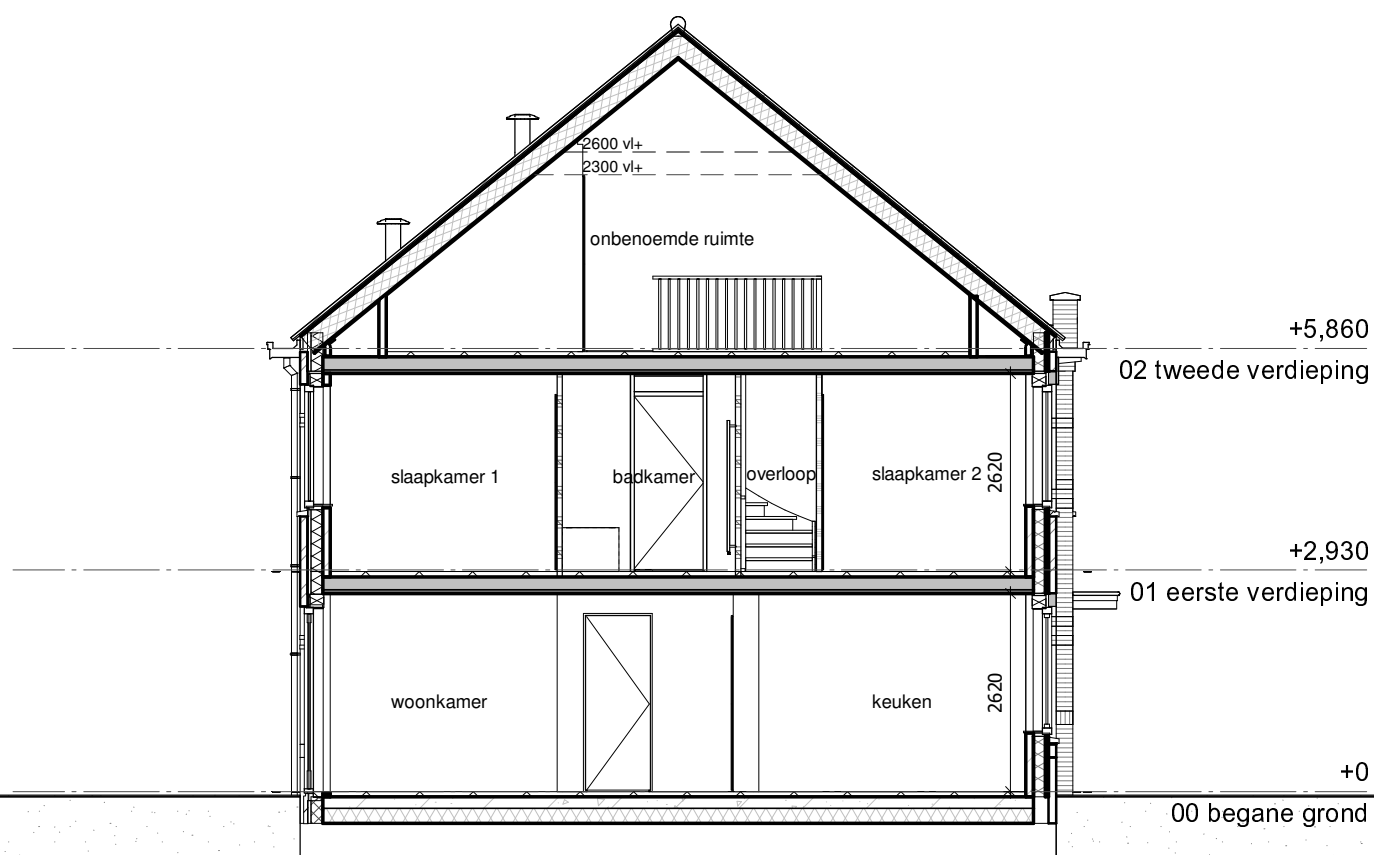 2600 vl+
2300 vl+
onbenoemde ruimte
+5,860
02 tweede verdieping
slaapkamer 1
badkamer
overloop
slaapkamer 2
2620
+2,930
01 eerste verdieping
woonkamer
keuken
2620
+0
00 begane grond